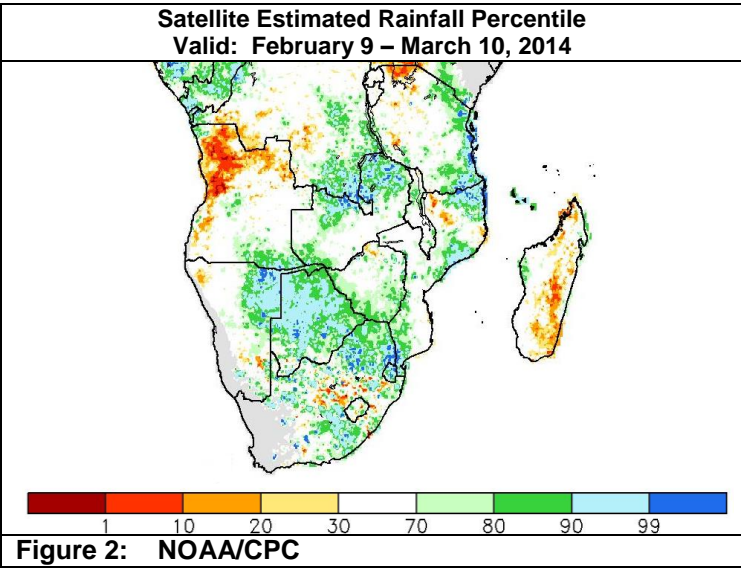 Satellite Estimated Rainfall Percentile
Valid: February 9 – March 10, 2014
1 10 20 30 70 80 90 99
Figure 2: NOAA/CPC